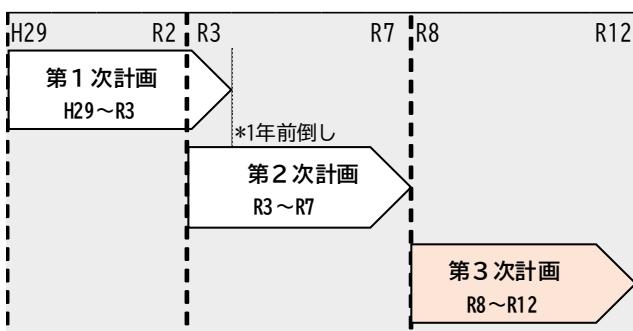 H29 R2 R3 R7 R8 R12
第1次計画
H29～R3
*1年前倒し
第2次計画
R3～R7
第3次計画
R8～R12